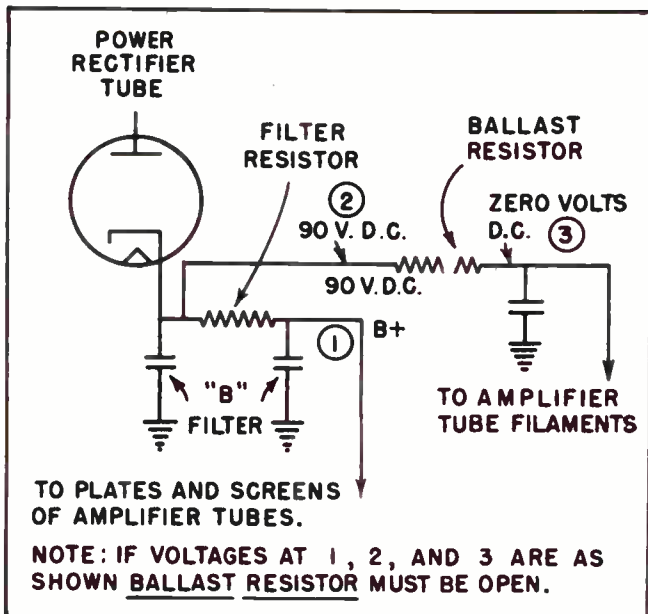 POWER
RECTIFIER
TUBE
FILTER
RESISTOR
BALLAST
RESISTOR
2
90 V. D.C.
ZERO VOLTS
D.C. 3
90 V. D.C.
1 B+
"B"
FILTER
TO AMPLIFIER
TUBE FILAMENTS
TO PLATES AND SCREENS
OF AMPLIFIER TUBES.
NOTE: IF VOLTAGES AT 1, 2, AND 3 ARE AS
SHOWN BALLAST RESISTOR MUST BE OPEN.